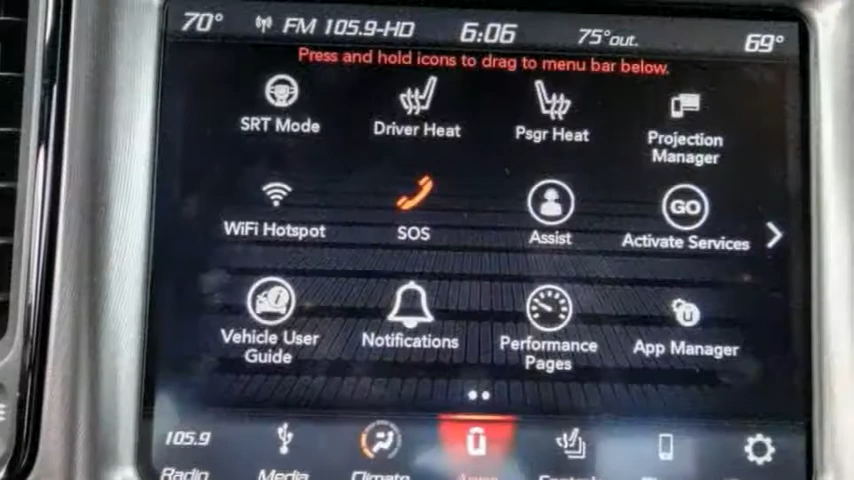 70° FM 105.9-HD 6:06 75°out. 69°
Press and hold icons to drag to menu bar below.
SRT Mode Driver Heat Psgr Heat Projection
Manager
WiFi Hotspot SOS Assist GO
Activate Services
Vehicle User
Guide
Notifications Performance
Pages
App Manager
105.9
Radio Media Climate Apps Controls